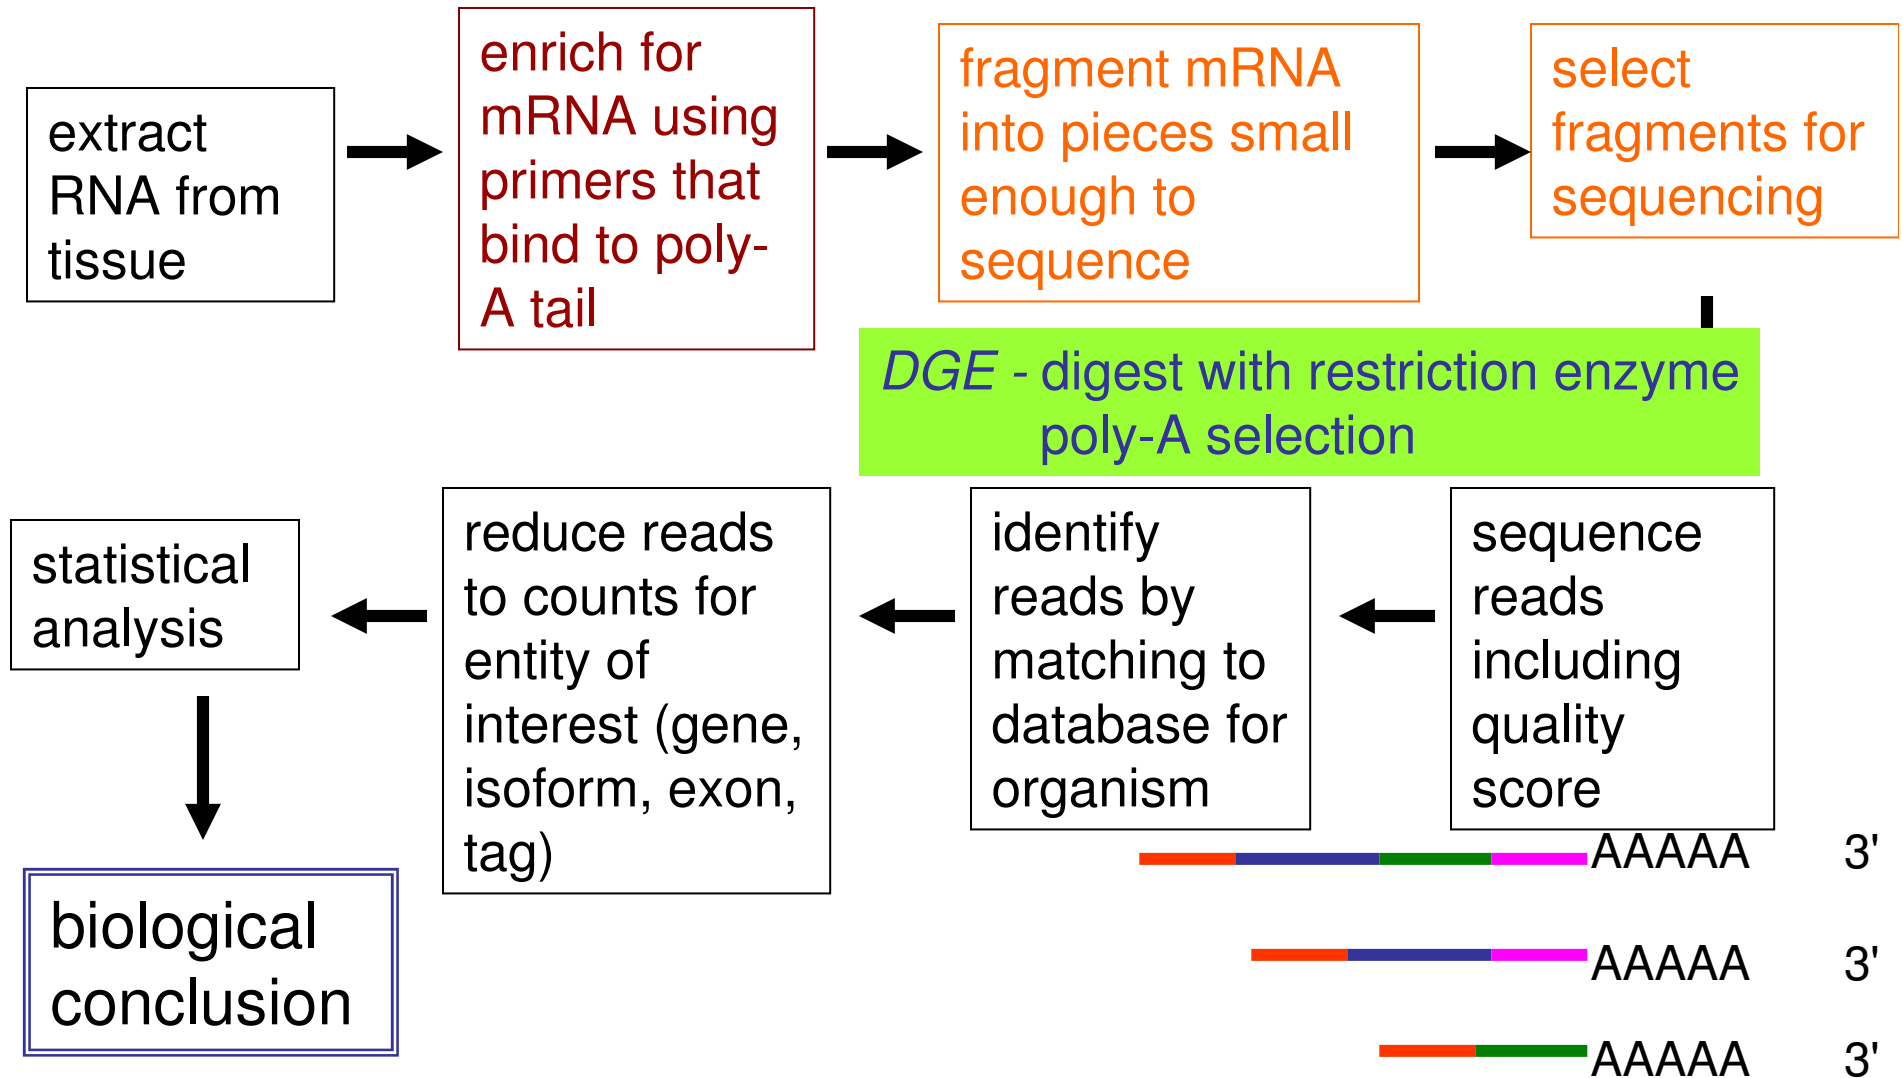 extract
RNA from
tissue
enrich for
mRNA using
primers that
bind to poly-
A tail
fragment mRNA
into pieces small
enough to
sequence
select
fragments for
sequencing
DGE - digest with restriction enzyme
poly-A selection
sequence
reads
including
quality
score
identify
reads by
matching to
database for
organism
reduce reads
to counts for
entity of
interest (gene,
isoform, exon,
tag)
statistical
analysis
biological
conclusion
AAAAA 3'
AAAAA 3'
AAAAA 3'